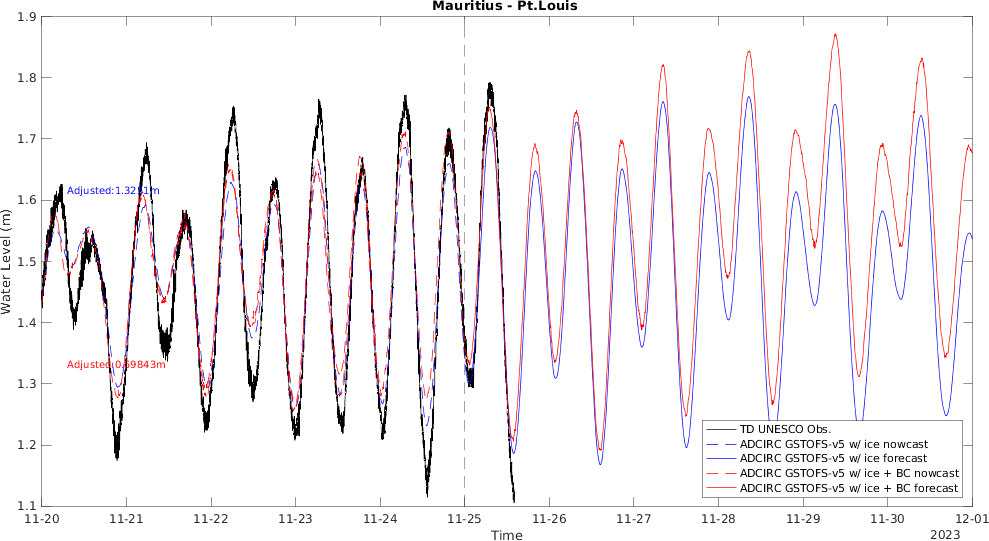 Mauritius - Pt.Louis
1.9
1.8
1.7
1.6
1.5
1.4
1.3
1.2
1.1
Water Level (m)
Adjusted:1.3251m
Adjusted:0.69843m
TD UNESCO Obs.
ADCIRC GSTOFS-v5 w/ ice nowcast
ADCIRC GSTOFS-v5 w/ ice forecast
ADCIRC GSTOFS-v5 w/ ice + BC nowcast
ADCIRC GSTOFS-v5 w/ ice + BC forecast
11-20 11-21 11-22 11-23 11-24 11-25 11-26 11-27 11-28 11-29 11-30 12-01
Time
2023